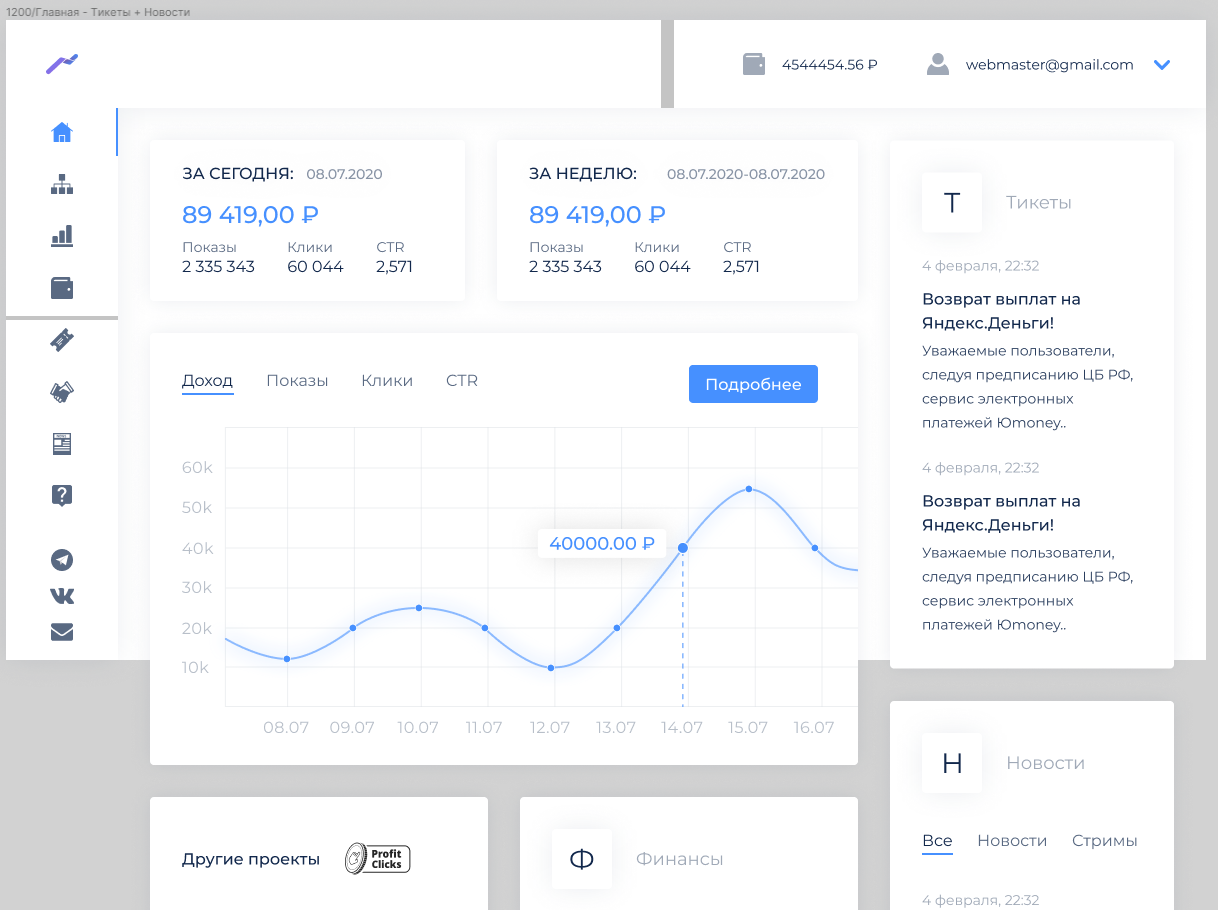 1200/Главная - Тикеты + Новости
4544454.56 ₽
webmaster@gmail.com
ЗА СЕГОДНЯ: 08.07.2020
89 419,00 ₽
Показы Клики CTR
2 335 343 60 044 2,571
ЗА НЕДЕЛЮ: 08.07.2020-08.07.2020
89 419,00 ₽
Показы Клики CTR
2 335 343 60 044 2,571
Доход Показы Клики CTR
Подробнее
60k
50k
40k
30k
20k
10k
40000.00 ₽
08.07 09.07 10.07 11.07 12.07 13.07 14.07 15.07 16.07
Т Тикеты
4 февраля, 22:32
Возврат выплат на
Яндекс.Деньги!
Уважаемые пользователи,
следуя предписанию ЦБ РФ,
сервис электронных
платежей Юmoney..
4 февраля, 22:32
Возврат выплат на
Яндекс.Деньги!
Уважаемые пользователи,
следуя предписанию ЦБ РФ,
сервис электронных
платежей Юmoney..
Другие проекты
Profit
Clicks
Ф Финансы
Н Новости
Все Новости Стримы
4 февраля, 22:32